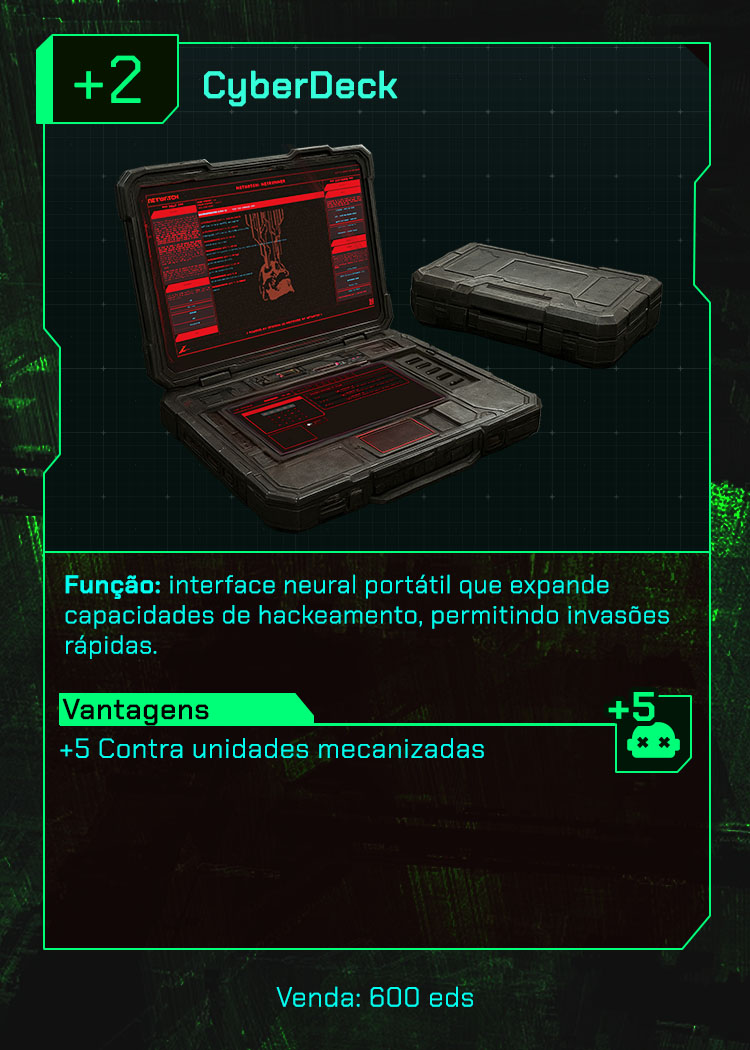 +2
CyberDeck
Função: interface neural portátil que expande
capacidades de hackeamento, permitindo invasões
rápidas.
Vantagens
+5
+5 Contra unidades mecanizadas
Venda: 600 eds